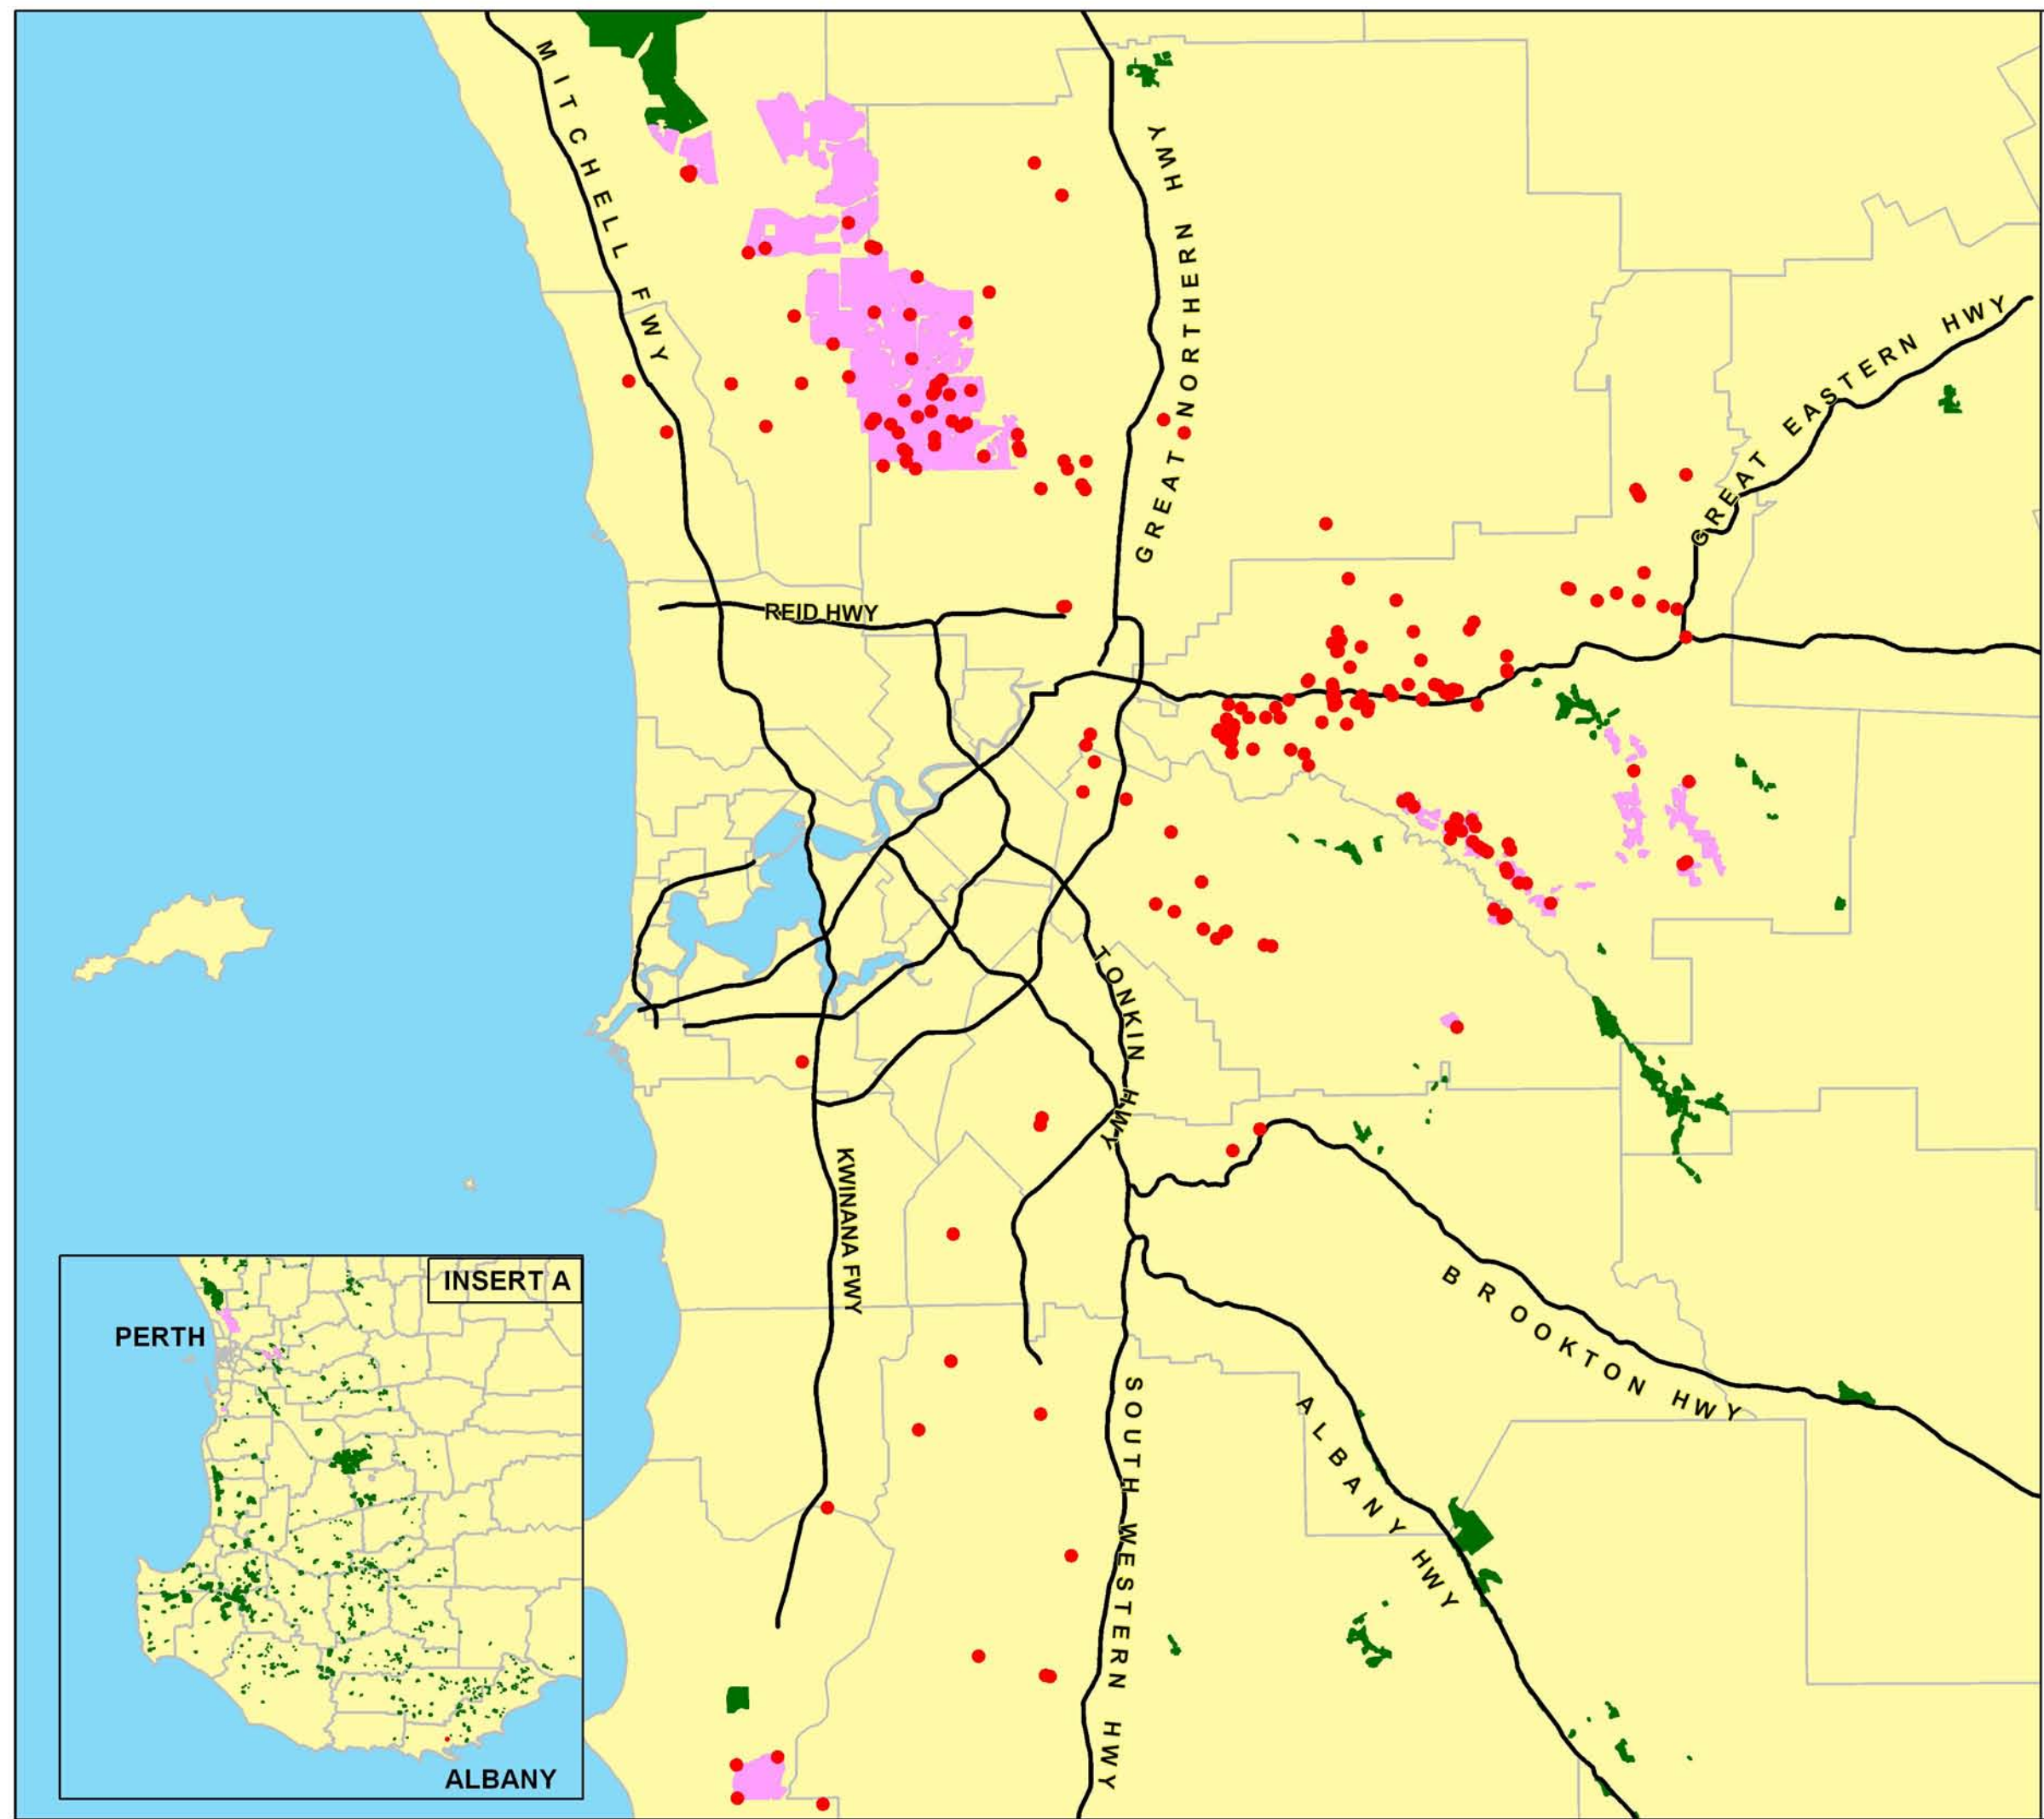 MITCHELL FWY
GREAT NORTHERN HWY
GREAT EASTERN HWY
REID HWY
TONKIN HWY
KWINANA FWY
BROOKTON HWY
ALBANY HWY
SOUTH WESTERN HWY
INSERT A
PERTH
ALBANY